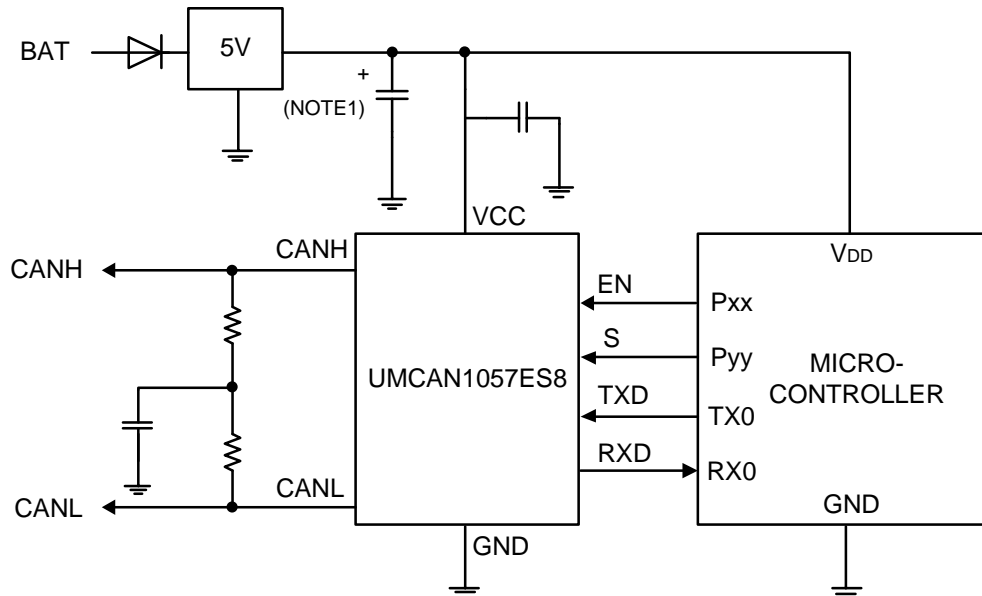 BAT
5V
+
(NOTE1)
VCC
CANH
CANH
VDD
EN
Pxx
S
Pyy
UMCAN1057ES8
MICRO-
CONTROLLER
TXD
TX0
RXD
RX0
CANL
CANL
GND
GND